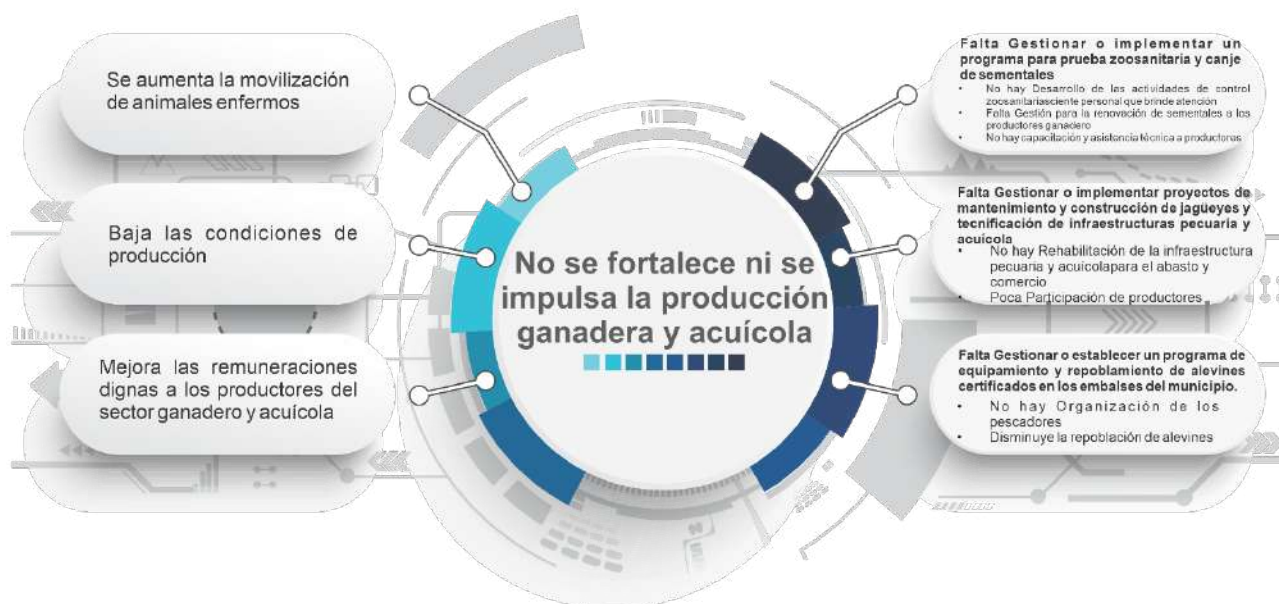 Se aumenta la movilización
de animales enfermos
Baja las condiciones de
producción
Mejora las remuneraciones
dignas a los productores del
sector ganadero y acuícola
No se fortalece ni se
impulsa la producción
ganadera y acuícola
Falta Gestionar o implementar un
programa para prueba zoosanitaria y canje
de sementales
• No hay Desarrollo de las actividades de control
zoosanitariasciente personal que brinde atención
• Falta Gestión para la renovación de sementales a los
productores ganadero
• No hay capacitación y asistencia técnica a productores
Falta Gestionar o implementar proyectos de
mantenimiento y construcción de jagüeyes y
tecnificación de infraestructuras pecuaria y
acuícola
• No hay Rehabilitación de la infraestructura
pecuaria y acuícolapara el abasto y
comercio
• Poca Participación de productores
Falta Gestionar o establecer un programa de
equipamiento y repoblamiento de alevines
certificados en los embalses del municipio.
• No hay Organización de los
pescadores
• Disminuye la repoblación de alevines